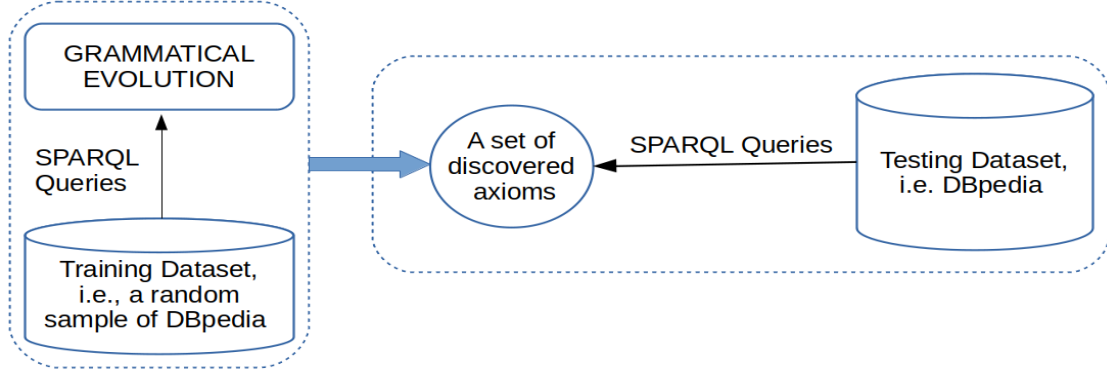 GRAMMATICAL
EVOLUTION
SPARQL
Queries
Training Dataset,
i.e., a random
sample of DBpedia
A set of
discovered
axioms
SPARQL Queries
Testing Dataset,
i.e. DBpedia